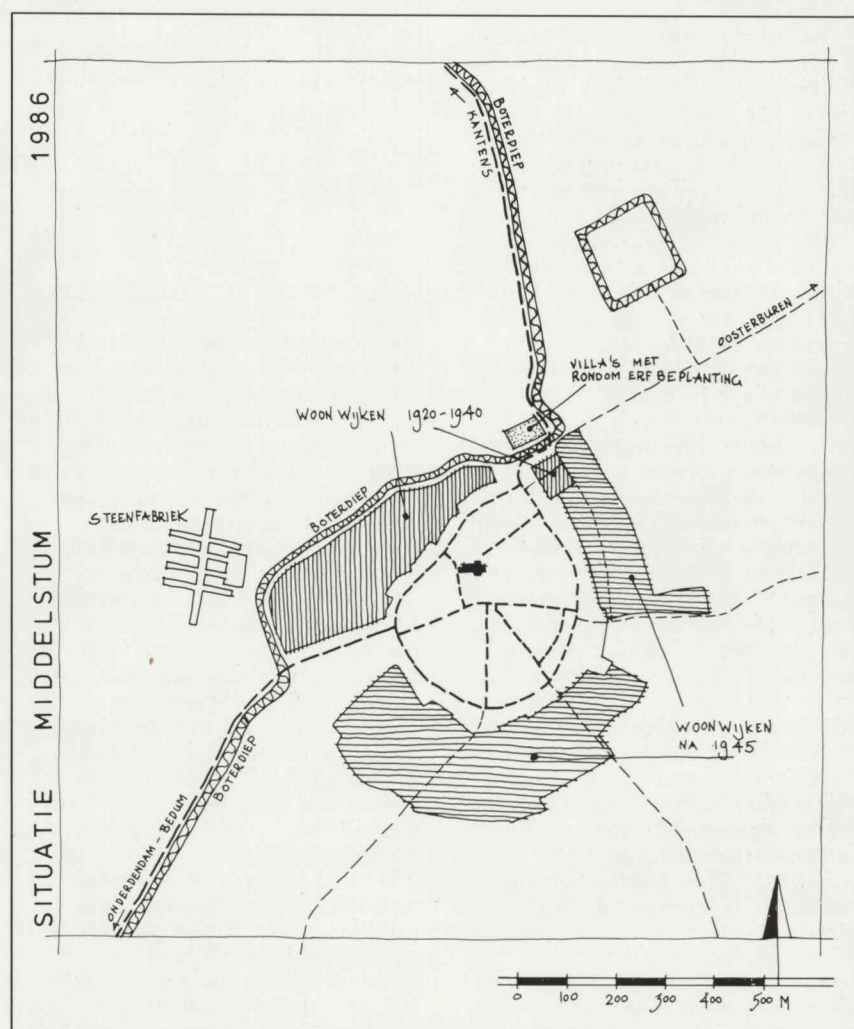 SITUATIE MIDDELSTUM 1986
BOTERDIEP
KANTENS
OOSTERBUREN
VILLA'S MET
RONDOM ERF BEPLANTING
WOON WIJKEN 1920-1940
BOTERDIEP
STEENFABRIEK
WOONWIJKEN
NA 1945
BOTERDIEP
ONDERDENDAM - BEDUM
0 100 200 300 400 500 M